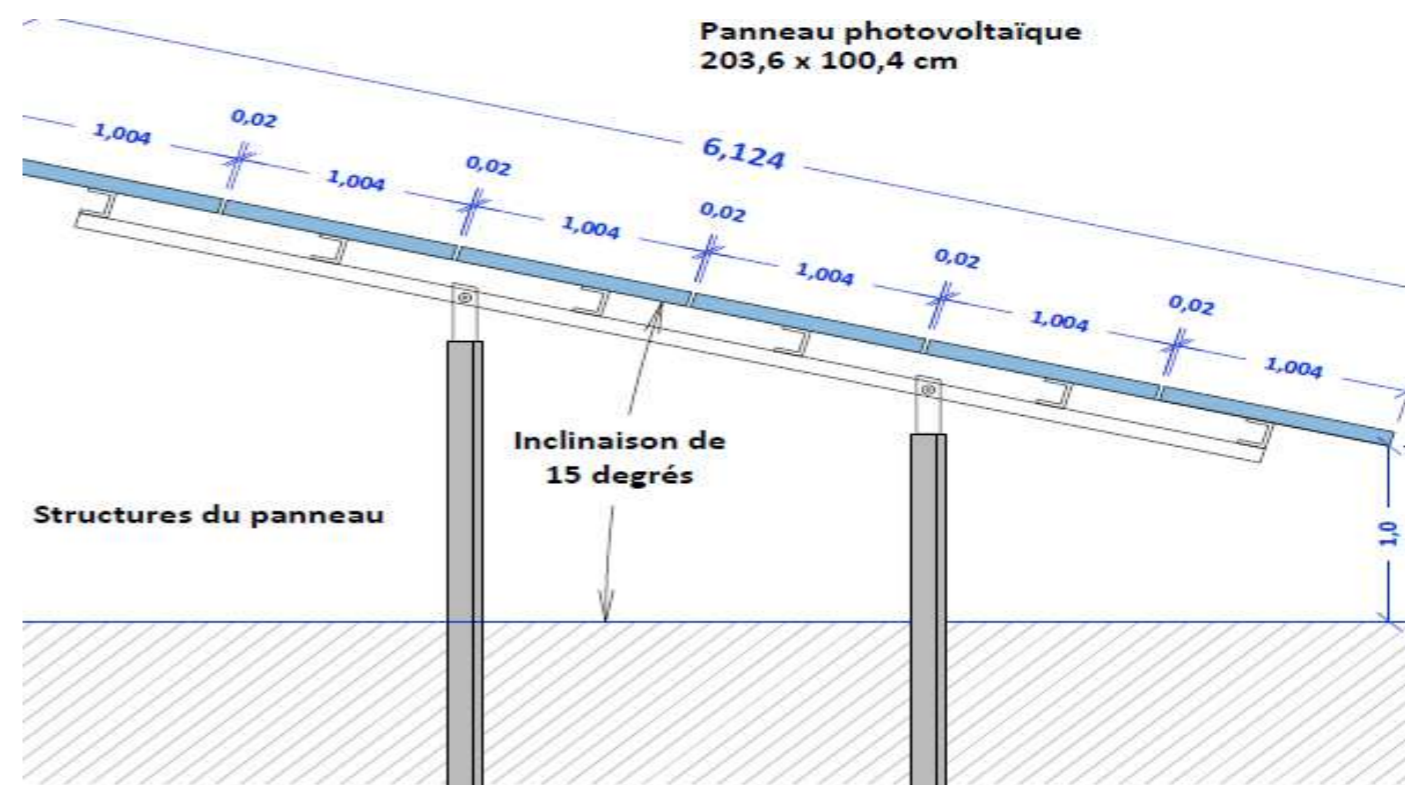 Panneau photovoltaïque
203,6 x 100,4 cm
6,124
0,02
1,004
0,02
1,004
0,02
1,004
0,02
1,004
0,02
1,004
1,004
Inclinaison de
15 degrés
Structures du panneau
1,0